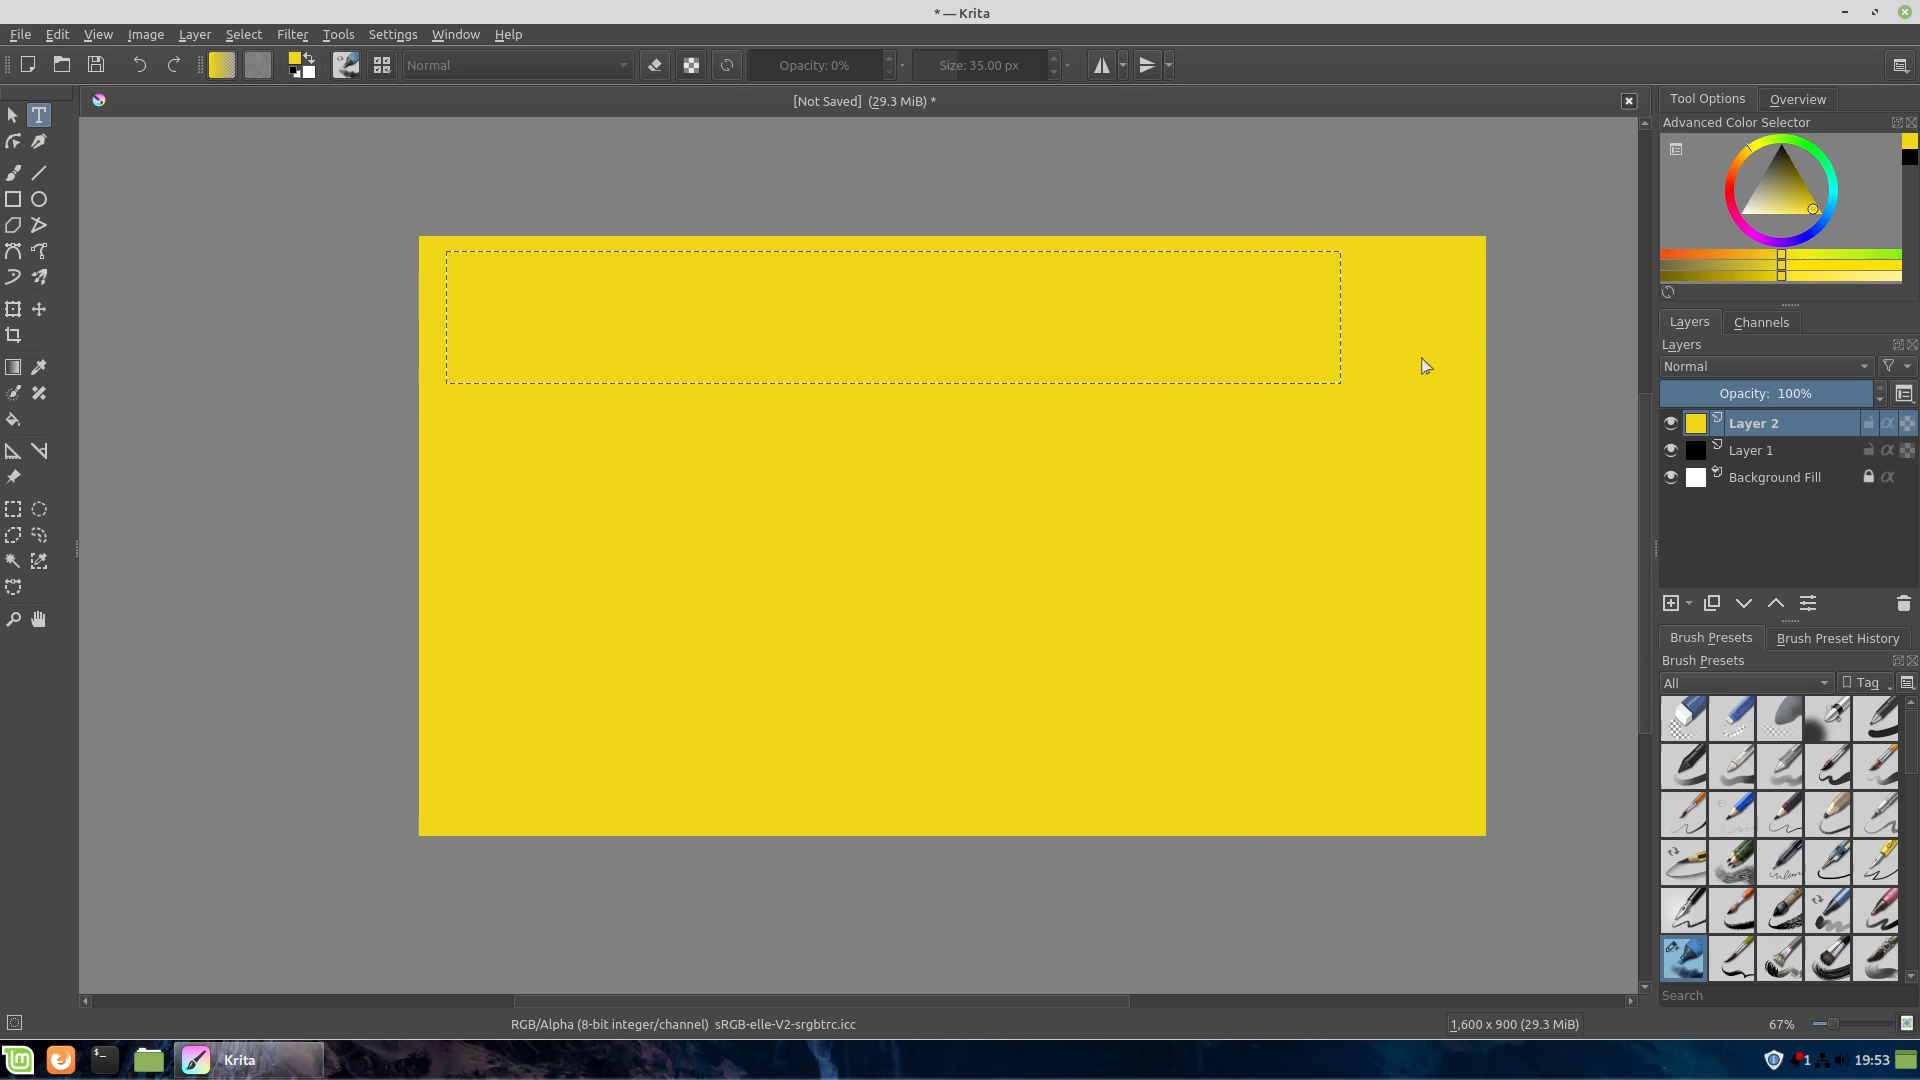 * — Krita
File Edit View Image Layer Select Filter Tools Settings Window Help
Normal Opacity: 0% Size: 35.00 px
[Not Saved] (29.3 MiB) *
Tool Options Overview
Advanced Color Selector
Layers Channels
Layers
Normal
Opacity: 100%
Layer 2
Layer 1
Background Fill
Brush Presets Brush Preset History
Brush Presets
All Tag
Search
RGB/Alpha (8-bit integer/channel) sRGB-elle-V2-srgbtrc.icc 1,600 x 900 (29.3 MiB) 67%
Krita 1 19:53